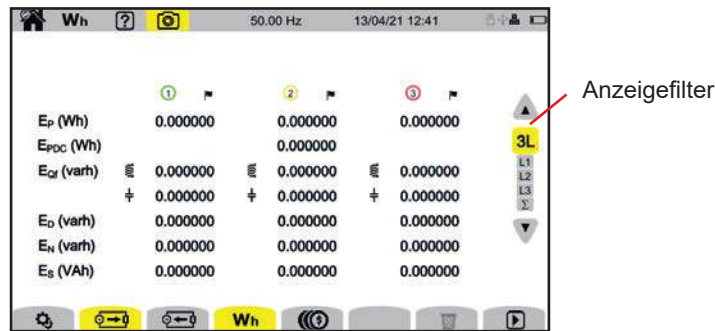 Wh ? 50.00 Hz 13/04/21 12:41
Anzeigefilter
1 2 3
EP (Wh) 0.000000 0.000000 0.000000
3L
EPDC (Wh) 0.000000
L1
EQf (varh) 0.000000 0.000000 0.000000
L2
0.000000 0.000000 0.000000
L3
Σ
ED (varh) 0.000000 0.000000 0.000000
EN (varh) 0.000000 0.000000 0.000000
ES (VAh) 0.000000 0.000000 0.000000
Wh $